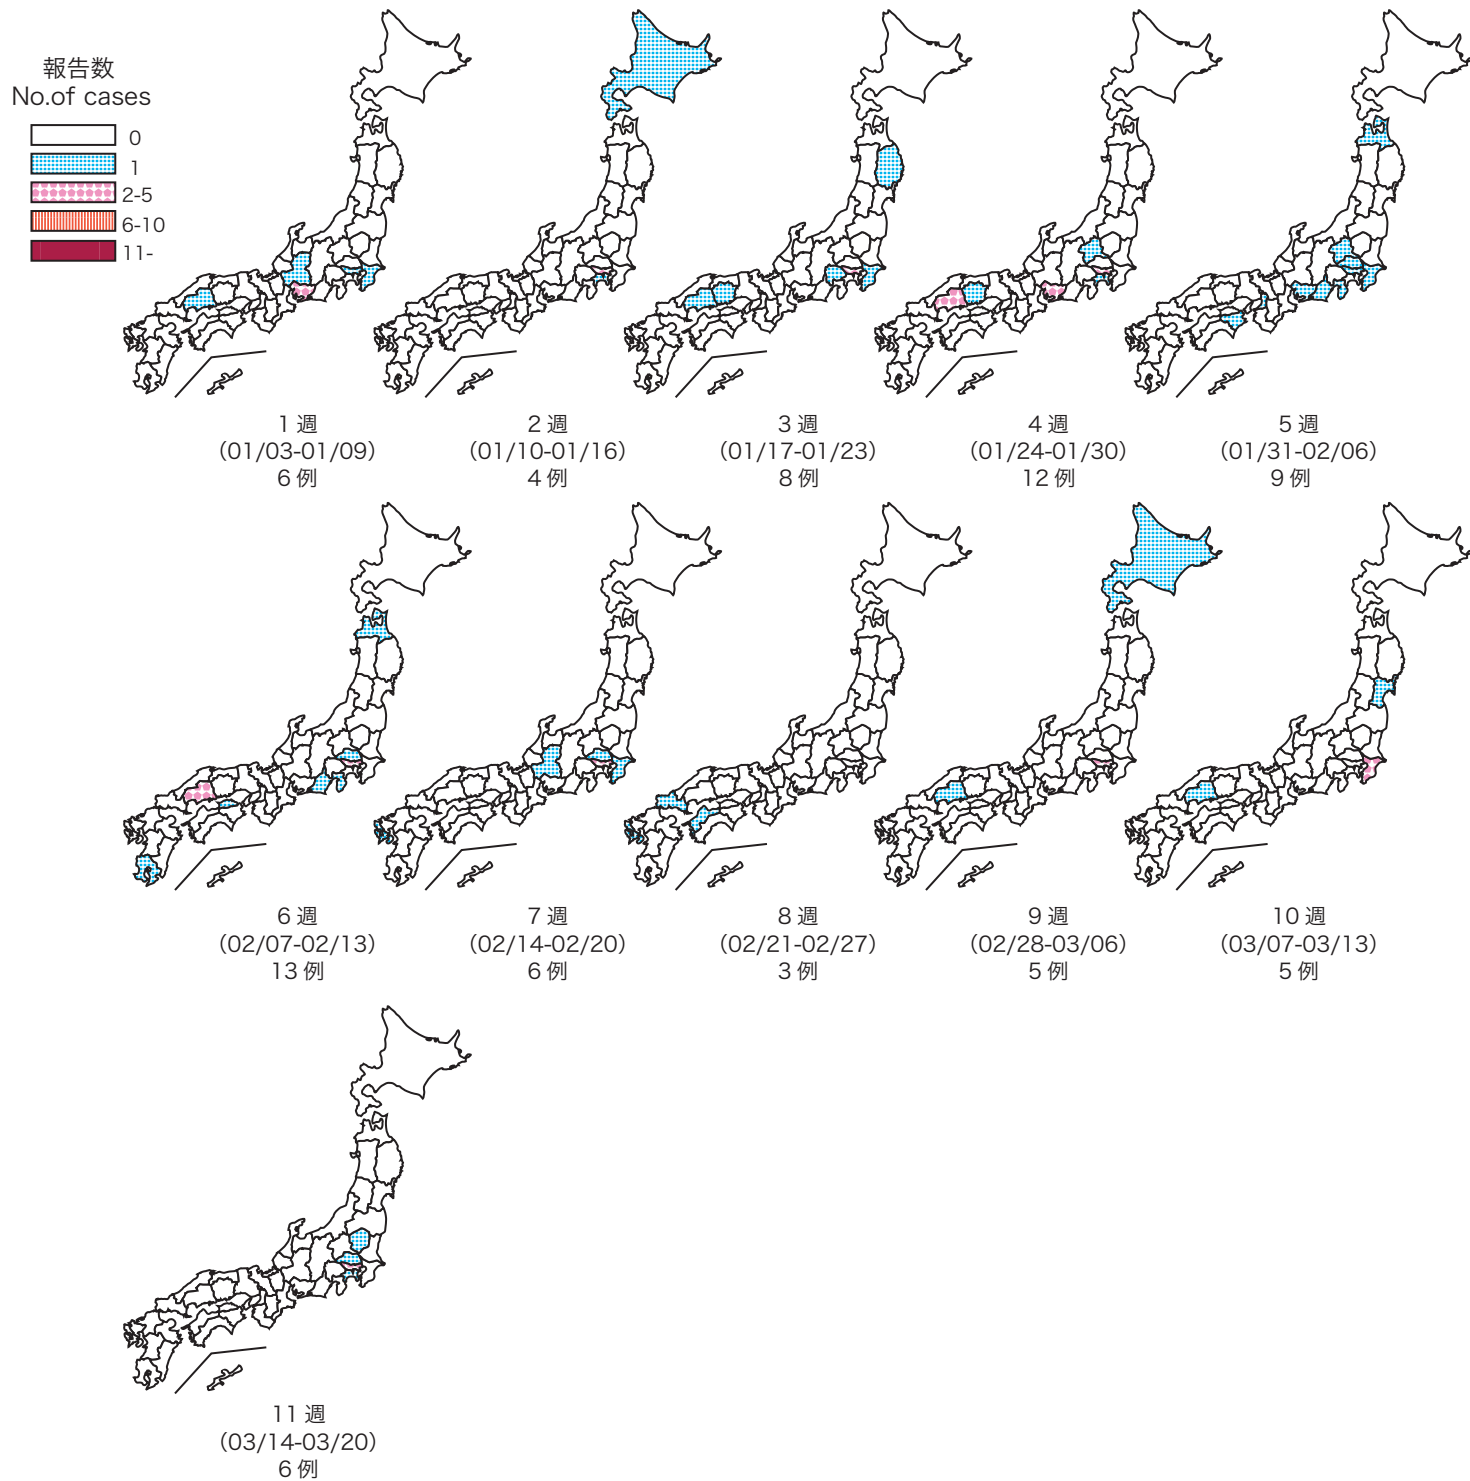 報告数
No.of cases
0
1
2-5
6-10
11-
1 週
（01/03-01/09）
6 例
2 週
（01/10-01/16）
4 例
3 週
（01/17-01/23）
8 例
4 週
（01/24-01/30）
12 例
5 週
（01/31-02/06）
9 例
6 週
（02/07-02/13）
13 例
7 週
（02/14-02/20）
6 例
8 週
（02/21-02/27）
3 例
9 週
（02/28-03/06）
5 例
10 週
（03/07-03/13）
5 例
11 週
（03/14-03/20）
6 例